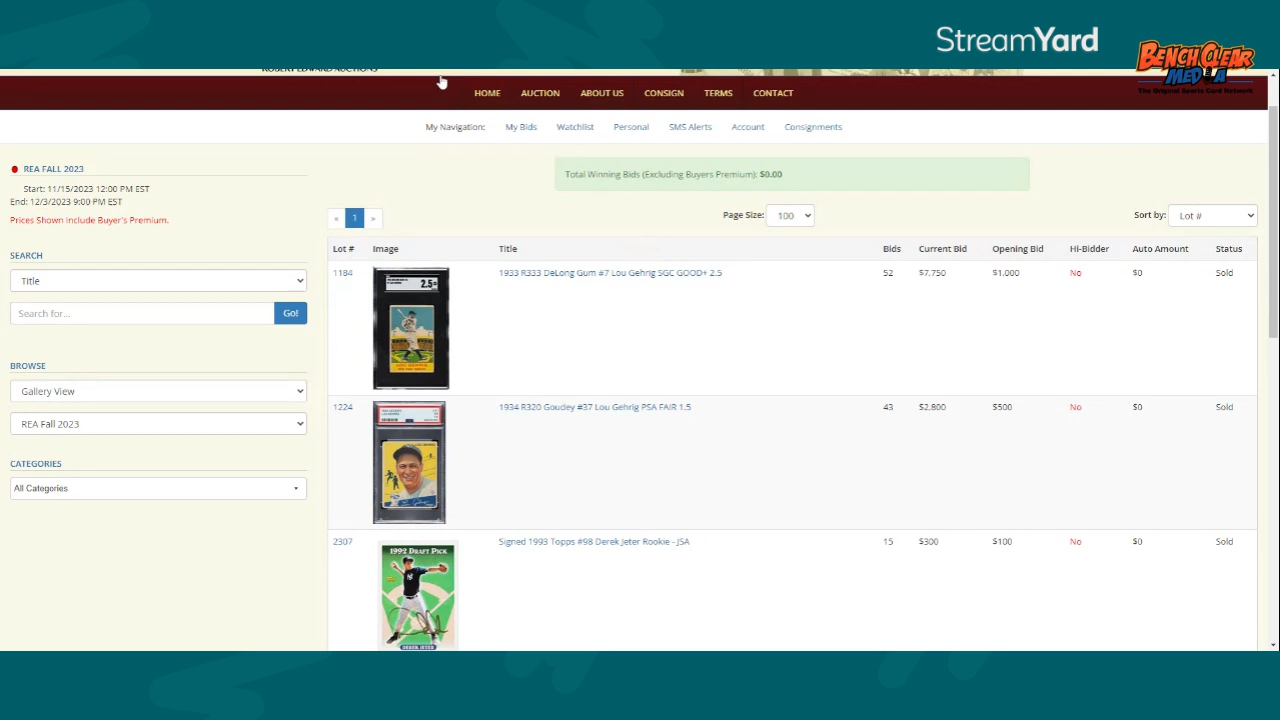 StreamYard
BENCHCLEAR
MEDIA
The Original Sports Card Network
ROBERT EDWARD AUCTIONS
HOME AUCTION ABOUT US CONSIGN TERMS CONTACT
My Navigation: My Bids Watchlist Personal SMS Alerts Account Consignments
REA FALL 2023
Start: 11/15/2023 12:00 PM EST
End: 12/3/2023 9:00 PM EST
Prices Shown Include Buyer's Premium.
SEARCH
Title
Search for... Go!
BROWSE
Gallery View
REA Fall 2023
CATEGORIES
All Categories
Total Winning Bids (Excluding Buyers Premium): $0.00
« 1 » Page Size: 100 Sort by: Lot #
Lot # Image Title Bids Current Bid Opening Bid Hi-Bidder Auto Amount Status
1184 1933 R333 DeLong Gum #7 Lou Gehrig SGC GOOD+ 2.5 52 $7,750 $1,000 No $0 Sold
2.5
1224 1934 R320 Goudey #37 Lou Gehrig PSA FAIR 1.5 43 $2,800 $500 No $0 Sold
2307 Signed 1993 Topps #98 Derek Jeter Rookie - JSA 15 $300 $100 No $0 Sold
1992 DRAFT PICK
DEREK JETER